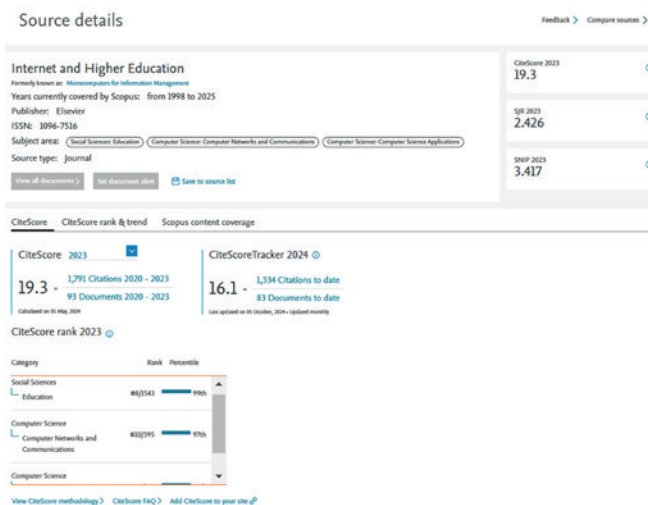 Source details
Feedback > Compare sources >
Internet and Higher Education
Formerly known as: Microcomputers for Information Management
Years currently covered by Scopus: from 1998 to 2025
Publisher: Elsevier
ISSN: 1096-7516
Subject area: Social Sciences: Education Computer Science: Computer Networks and Communications Computer Science: Computer Science Applications
Source type: Journal
View all documents > Set document alert Save to source list
CiteScore 2023
19.3
SJR 2023
2.426
SNIP 2023
3.417
CiteScore CiteScore rank & trend Scopus content coverage
CiteScore 2023
19.3 =
1,791 Citations 2020 - 2023
93 Documents 2020 - 2023
Calculated on 05 May, 2024
CiteScoreTracker 2024
16.1 =
1,334 Citations to date
83 Documents to date
Last updated on 05 October, 2024 • Updated monthly
CiteScore rank 2023
Category Rank Percentile
Social Sciences
Education #8/1543 99th
Computer Science
Computer Networks and #10/395 97th
Communications
Computer Science
View CiteScore methodology > CiteScore FAQ > Add CiteScore to your site